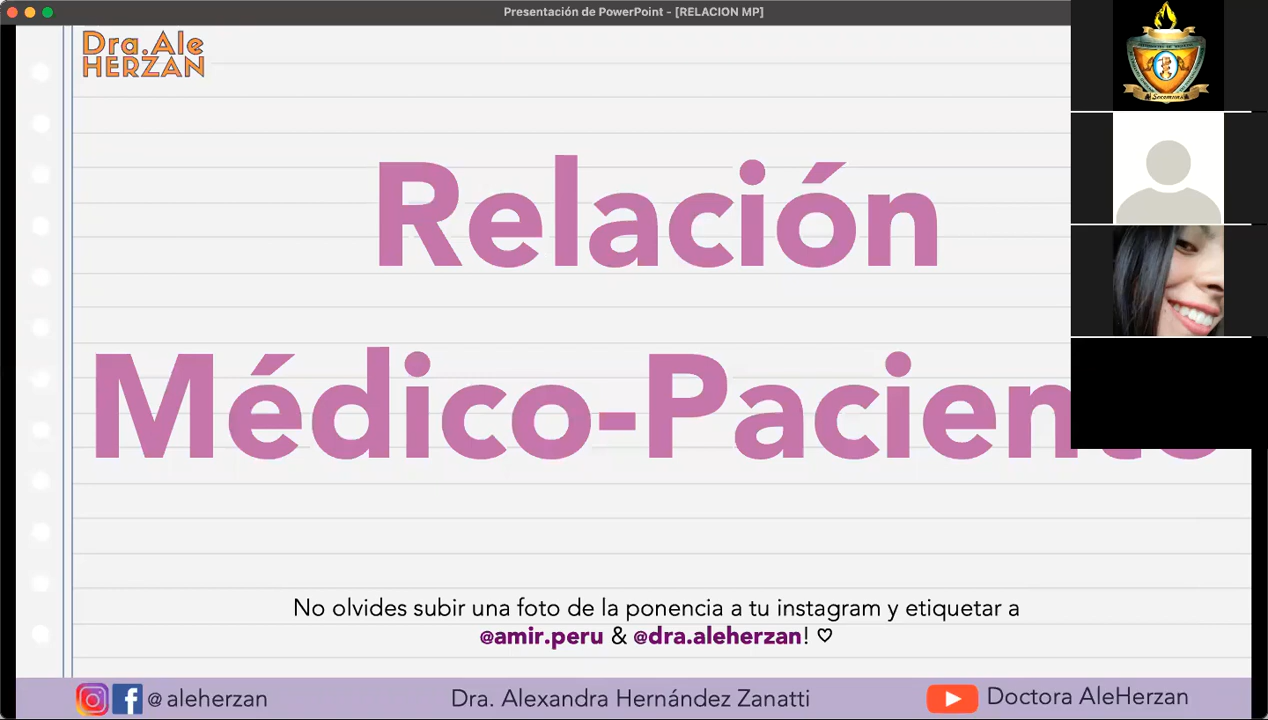 Presentación de PowerPoint - [RELACION MP]
Dra.Ale
HERZAN
Relación
Médico-Paciente
No olvides subir una foto de la ponencia a tu instagram y etiquetar a
@amir.peru & @dra.aleherzan! ♡
@aleherzan
Dra. Alexandra Hernández Zanatti
Doctora AleHerzan